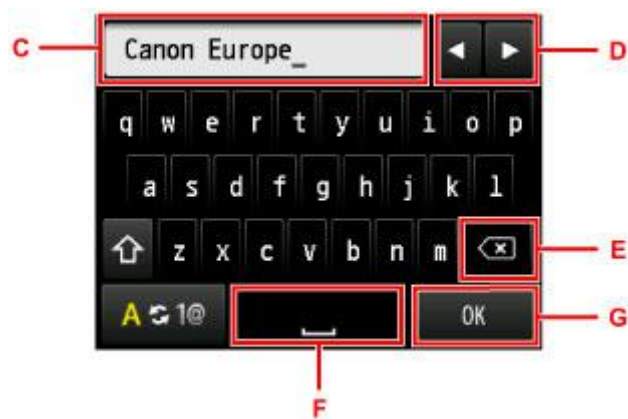 C Canon Europe_ D
q w e r t y u i o p
a s d f g h j k l
z x c v b n m E
A 1@ OK G
F